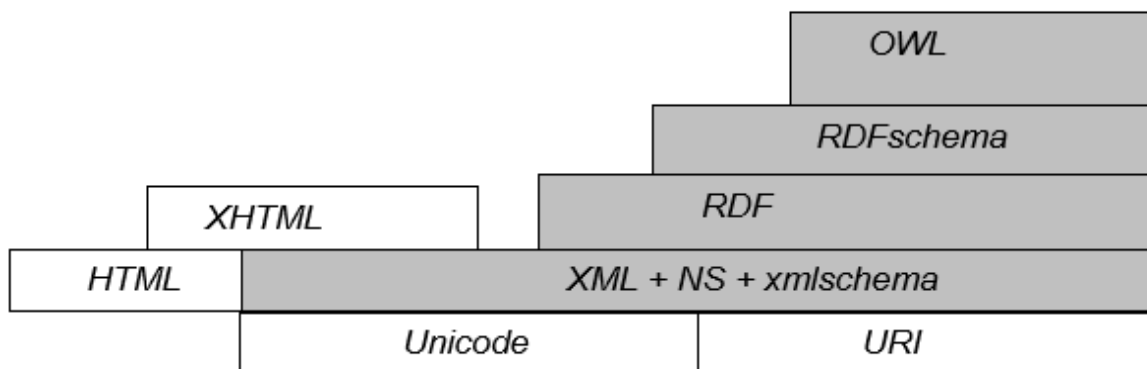 OWL
RDFschema
RDF
XHTML
HTML
XML + NS + xmlschema
Unicode
URI